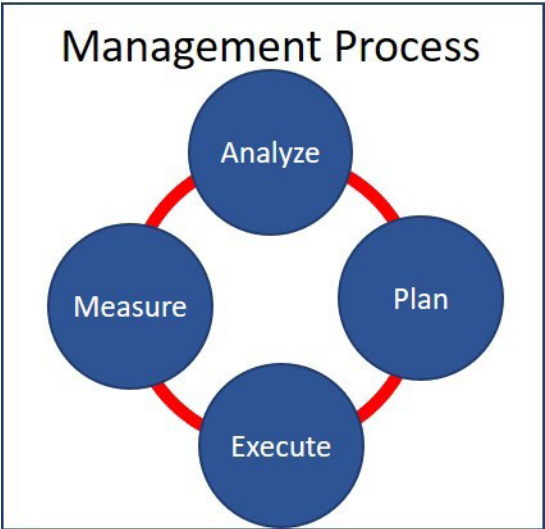 Management Process
Analyze
Plan
Execute
Measure